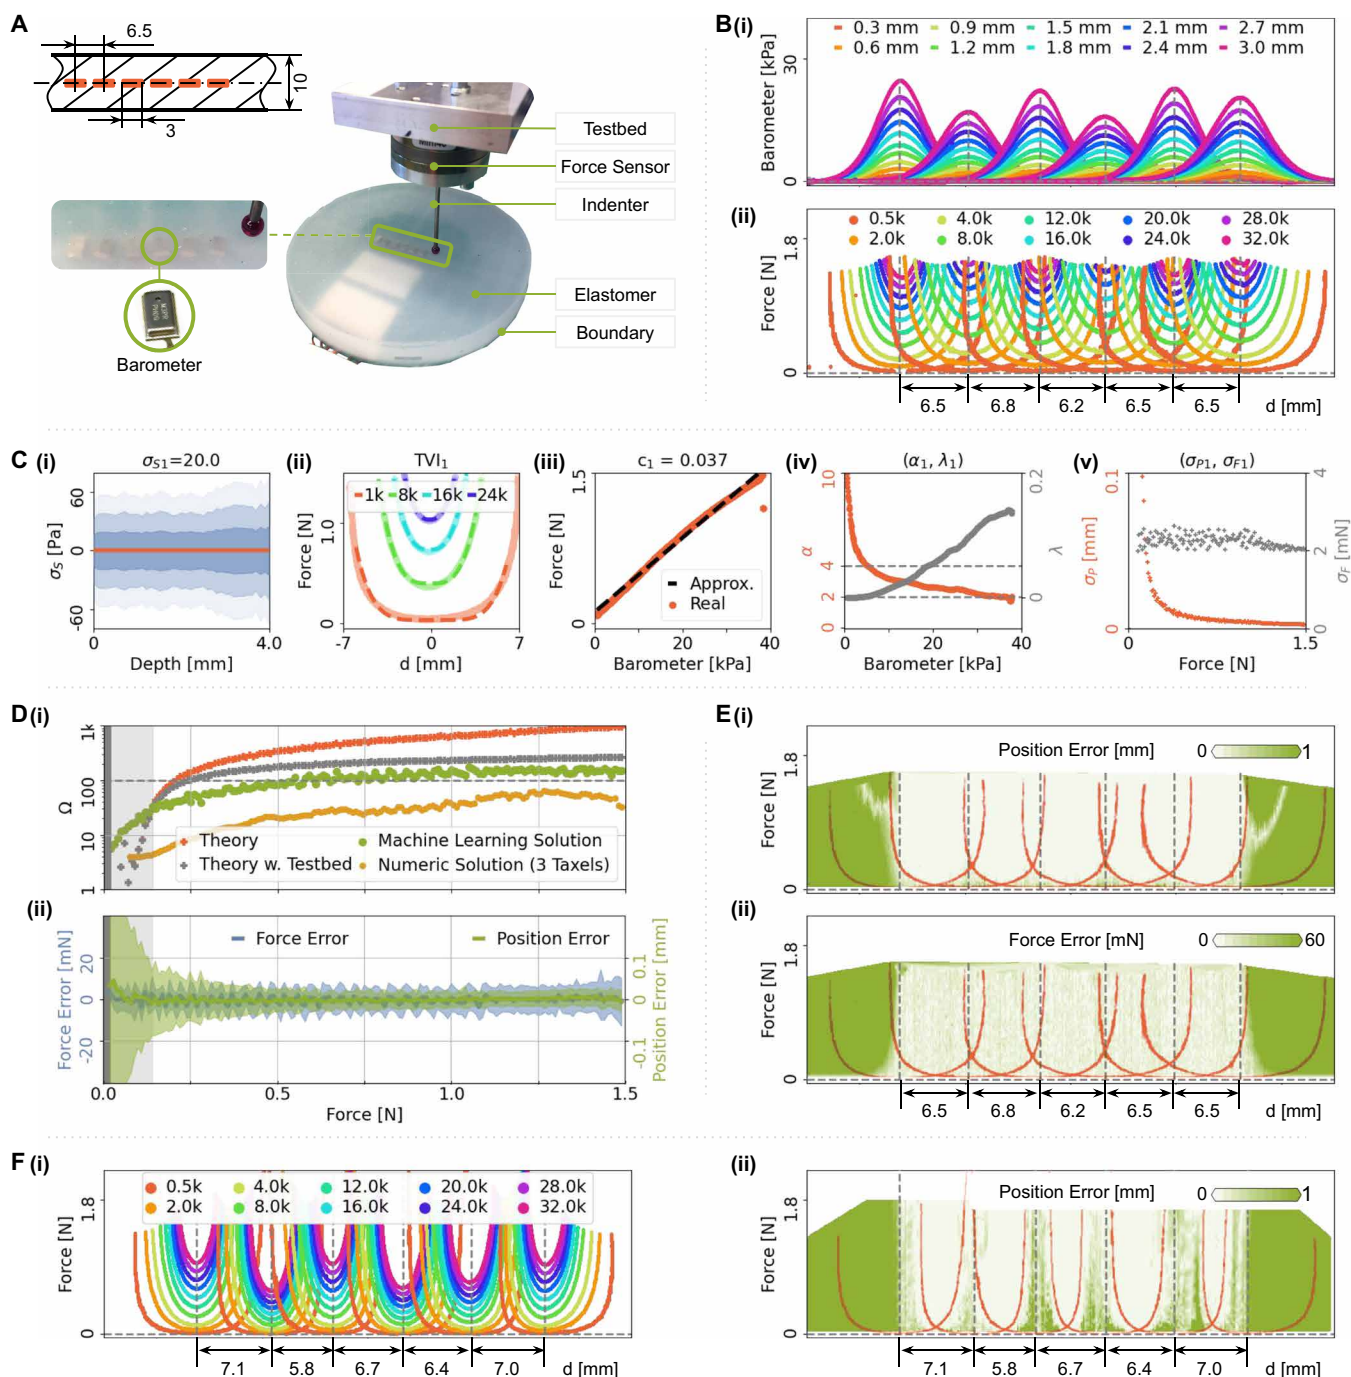 A
6.5
10
3
Testbed
Force Sensor
Indenter
Elastomer
Boundary
Barometer
B (i)
0.3 mm 0.9 mm 1.5 mm 2.1 mm 2.7 mm
0.6 mm 1.2 mm 1.8 mm 2.4 mm 3.0 mm
Barometer [kPa]
30
0
(ii)
0.5k 4.0k 12.0k 20.0k 28.0k
2.0k 8.0k 16.0k 24.0k 32.0k
Force [N]
1.8
0
6.5 6.8 6.2 6.5 6.5 d [mm]
C (i)
σS1=20.0
σS [Pa]
60
0
-60
0 4.0
Depth [mm]
(ii)
TVI1
1k 8k 16k 24k
Force [N]
1.0
0
-7 0 7
d [mm]
(iii)
c1 = 0.037
Force [N]
1.5
0
Approx.
Real
0 20 40
Barometer [kPa]
(iv)
(α1, λ1)
α
10
4
2
0
λ
0.2
0
0 20 40
Barometer [kPa]
(v)
(σP1, σF1)
σP [mm]
0.1
0
σF [mN]
4
2
0
0 1.5
Force [N]
D (i)
Ω
1k
100
10
1
Theory
Machine Learning Solution
Theory w. Testbed
Numeric Solution (3 Taxels)
(ii)
Force Error
Position Error
Force Error [mN]
20
0
-20
Position Error [mm]
0.1
0
-0.1
0.0 0.5 1.0 1.5
Force [N]
E (i)
Position Error [mm] 0 1
Force [N]
1.8
0
(ii)
Force Error [mN] 0 60
Force [N]
1.8
0
6.5 6.8 6.2 6.5 6.5 d [mm]
F (i)
0.5k 4.0k 12.0k 20.0k 28.0k
2.0k 8.0k 16.0k 24.0k 32.0k
Force [N]
1.8
0
7.1 5.8 6.7 6.4 7.0 d [mm]
(ii)
Position Error [mm] 0 1
Force [N]
1.8
0
7.1 5.8 6.7 6.4 7.0 d [mm]